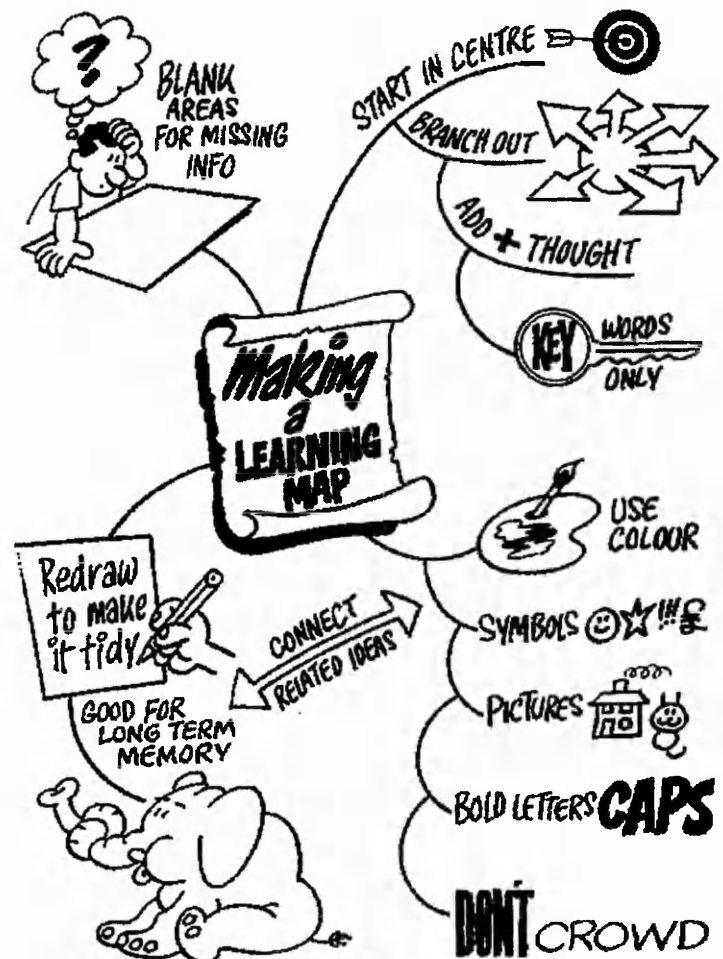 ?
BLANK
AREAS
FOR MISSING
INFO
START IN CENTRE
BRANCH OUT
ADD + THOUGHT
KEY WORDS
ONLY
Making
a
LEARNING
MAP
USE
COLOUR
SYMBOLS ☺☆!!#£
PICTURES
BOLD LETTERS CAPS
DON'T CROWD
Redraw
to make
it tidy
CONNECT
RELATED IDEAS
GOOD FOR
LONG TERM
MEMORY